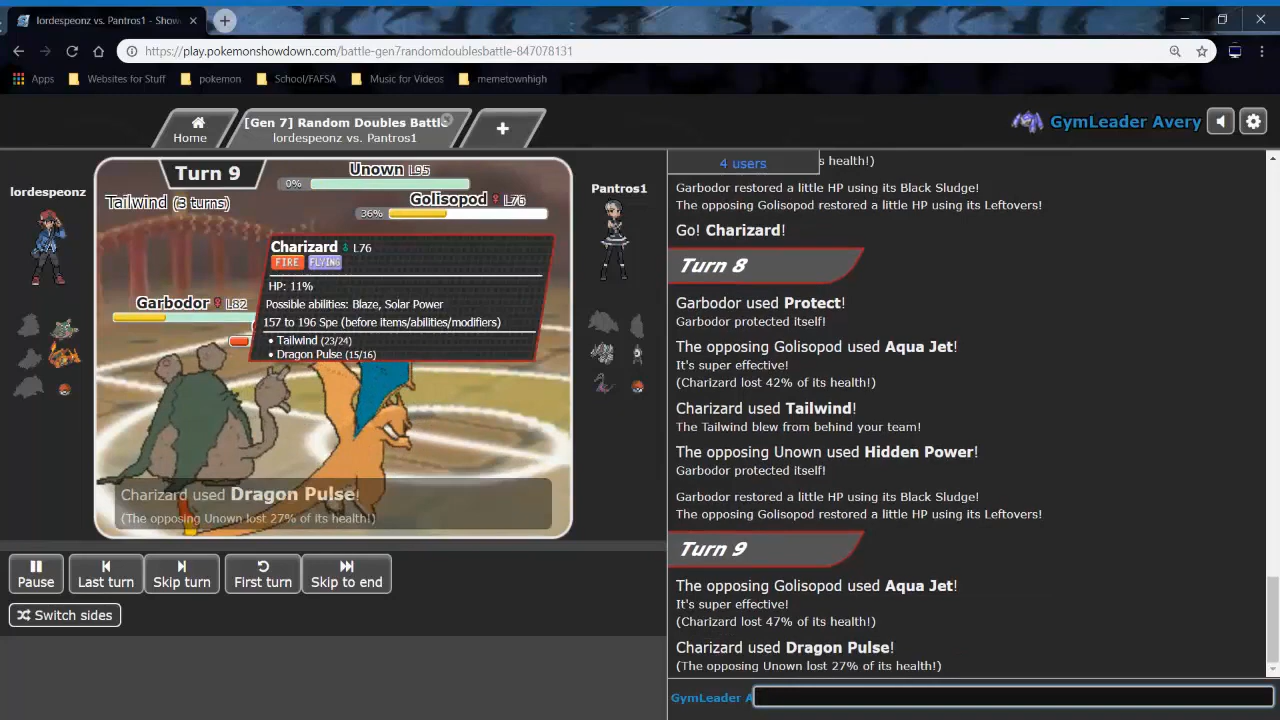 lordespeonz vs. Pantros1 - Show
https://play.pokemonshowdown.com/battle-gen7randomdoublesbattle-847078131
Apps Websites for Stuff pokemon School/FAFSA Music for Videos memetownhigh
Home
[Gen 7] Random Doubles Battle
lordespeonz vs. Pantros1
GymLeader Avery
lordespeonz
Turn 9
Tailwind (3 turns)
Unown L95
0%
Golisopod L76
36%
Pantros1
Charizard L76
FIRE FLYING
HP: 11%
Possible abilities: Blaze, Solar Power
157 to 196 Spe (before items/abilities/modifiers)
• Tailwind (23/24)
• Dragon Pulse (15/16)
Garbodor L82
Charizard used Dragon Pulse!
(The opposing Unown lost 27% of its health!)
Pause
Last turn
Skip turn
First turn
Skip to end
Switch sides
4 users
s health!)
Garbodor restored a little HP using its Black Sludge!
The opposing Golisopod restored a little HP using its Leftovers!
Go! Charizard!
Turn 8
Garbodor used Protect!
Garbodor protected itself!
The opposing Golisopod used Aqua Jet!
It's super effective!
(Charizard lost 42% of its health!)
Charizard used Tailwind!
The Tailwind blew from behind your team!
The opposing Unown used Hidden Power!
Garbodor protected itself!
Garbodor restored a little HP using its Black Sludge!
The opposing Golisopod restored a little HP using its Leftovers!
Turn 9
The opposing Golisopod used Aqua Jet!
It's super effective!
(Charizard lost 47% of its health!)
Charizard used Dragon Pulse!
(The opposing Unown lost 27% of its health!)
GymLeader A